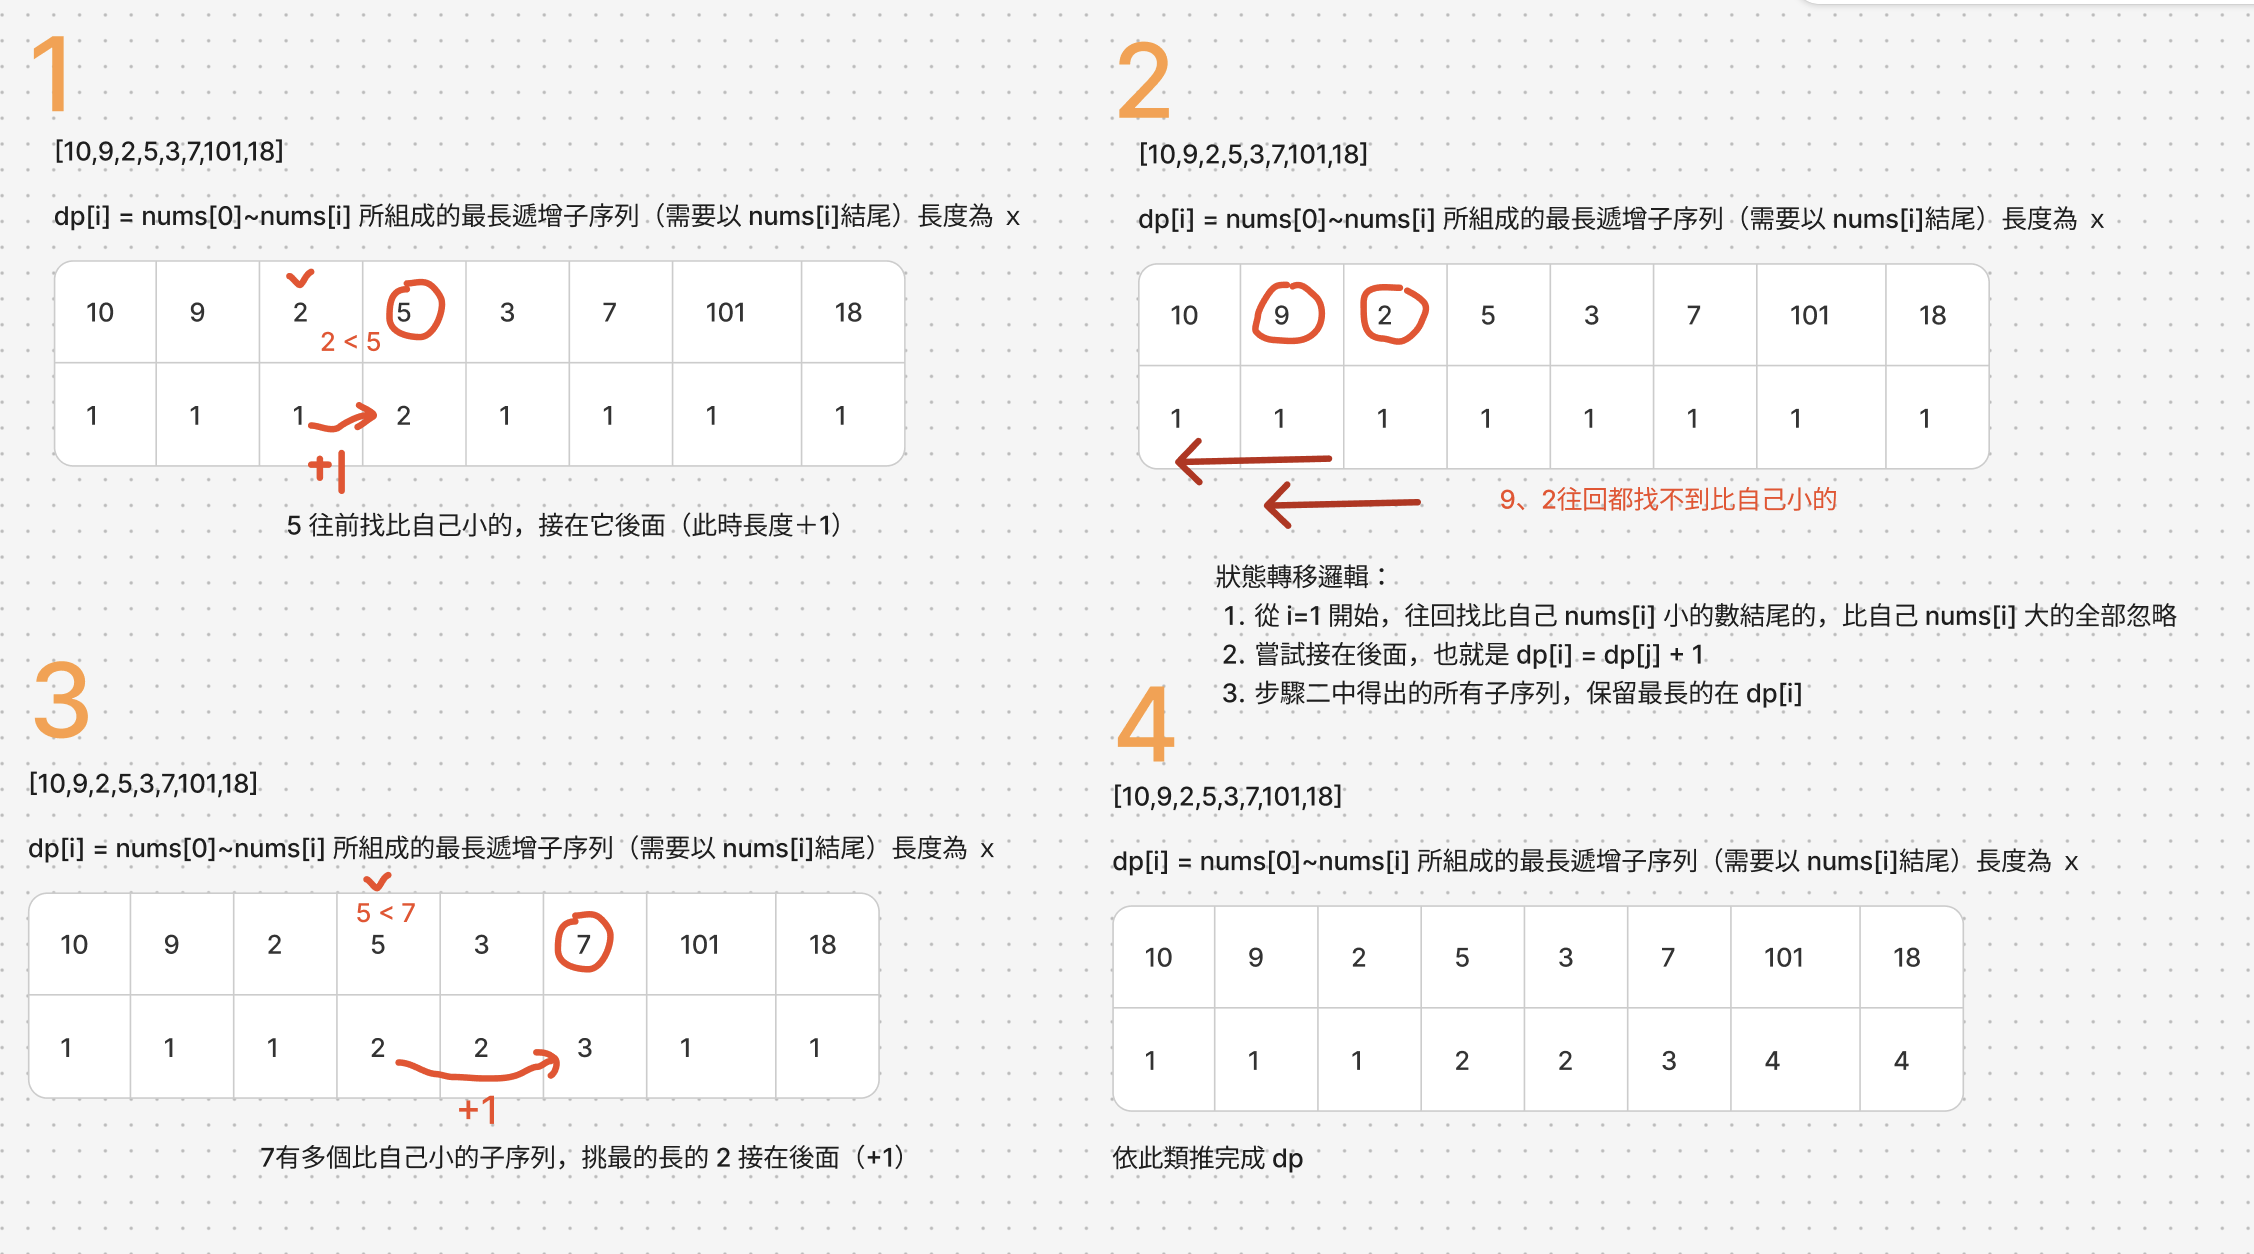 1
[10,9,2,5,3,7,101,18]
dp[i] = nums[0]~nums[i] 所組成的最長遞增子序列（需要以 nums[i]結尾）長度為 x
10 9 2 5 3 7 101 18
2 < 5
1 1 1 2 1 1 1 1
+1
5 往前找比自己小的，接在它後面（此時長度＋1）
2
[10,9,2,5,3,7,101,18]
dp[i] = nums[0]~nums[i] 所組成的最長遞增子序列（需要以 nums[i]結尾）長度為 x
10 9 2 5 3 7 101 18
1 1 1 1 1 1 1 1
9、2往回都找不到比自己小的
狀態轉移邏輯：
1. 從 i=1 開始，往回找比自己 nums[i] 小的數結尾的，比自己 nums[i] 大的全部忽略
2. 嘗試接在後面，也就是 dp[i] = dp[j] + 1
3. 步驟二中得出的所有子序列，保留最長的在 dp[i]
3
[10,9,2,5,3,7,101,18]
dp[i] = nums[0]~nums[i] 所組成的最長遞增子序列（需要以 nums[i]結尾）長度為 x
5 < 7
10 9 2 5 3 7 101 18
1 1 1 2 2 3 1 1
+1
7有多個比自己小的子序列，挑最的長的 2 接在後面（+1）
4
[10,9,2,5,3,7,101,18]
dp[i] = nums[0]~nums[i] 所組成的最長遞增子序列（需要以 nums[i]結尾）長度為 x
10 9 2 5 3 7 101 18
1 1 1 2 2 3 4 4
依此類推完成 dp